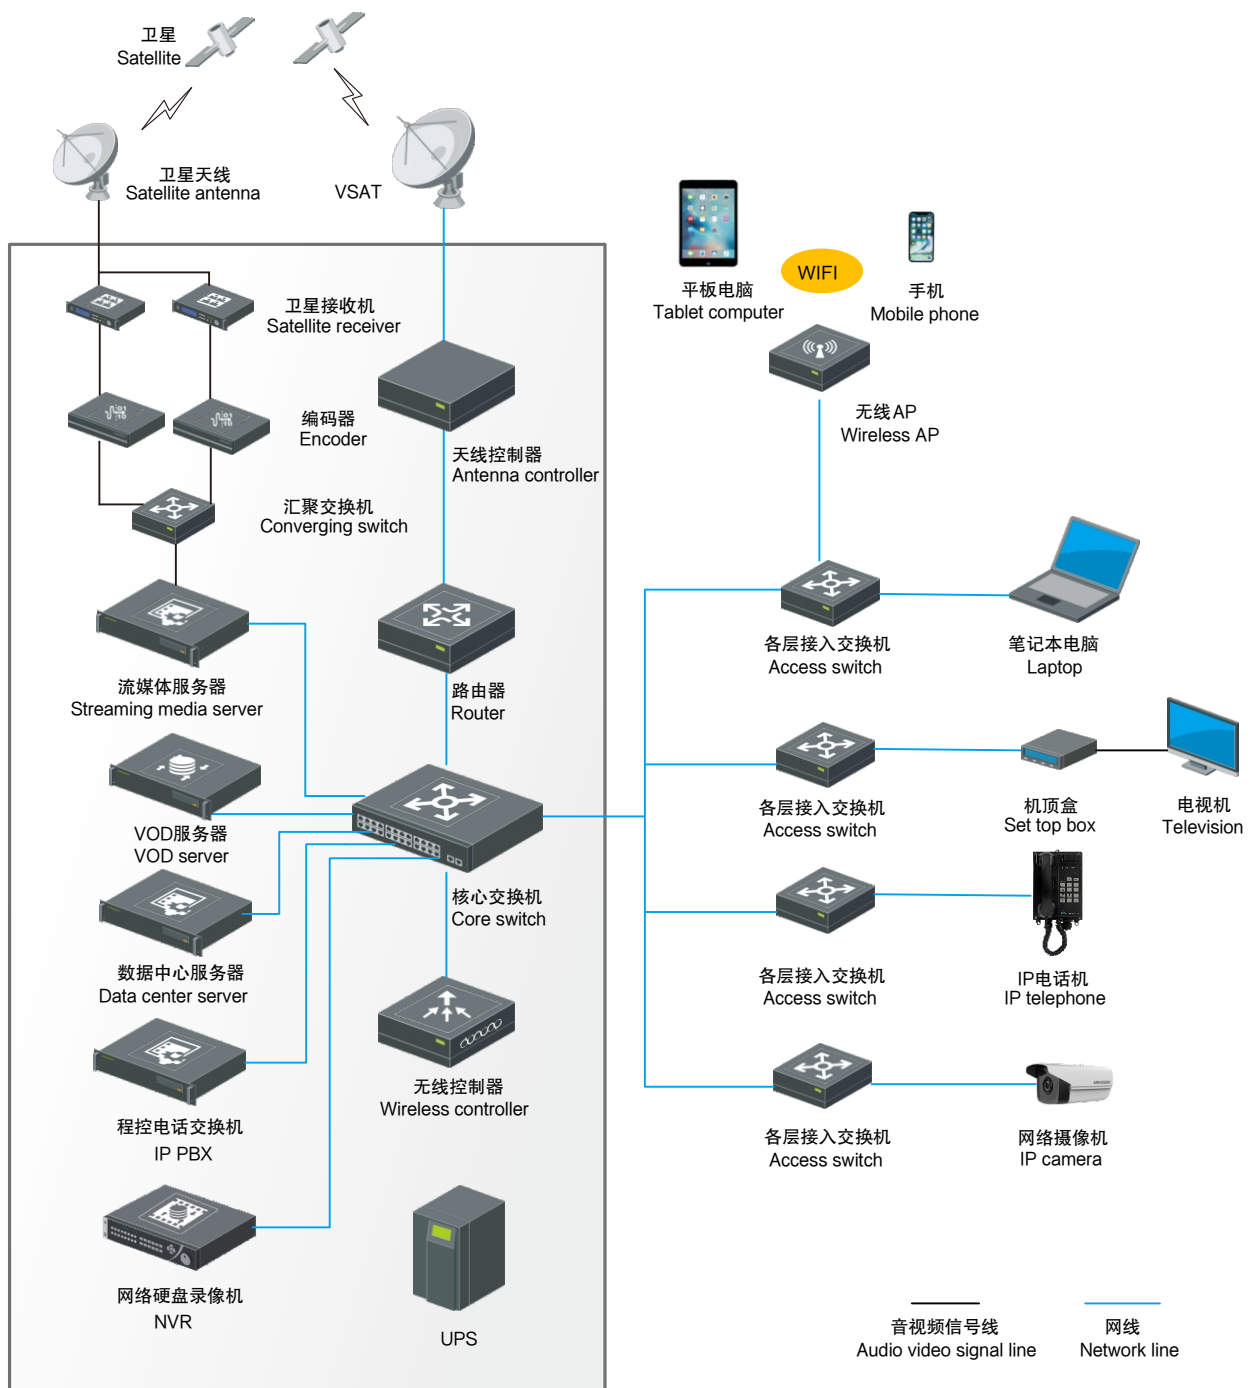 卫星
Satellite
卫星天线
Satellite antenna
VSAT
卫星接收机
Satellite receiver
编码器
Encoder
天线控制器
Antenna controller
汇聚交换机
Converging switch
流媒体服务器
Streaming media server
路由器
Router
VOD服务器
VOD server
核心交换机
Core switch
数据中心服务器
Data center server
无线控制器
Wireless controller
程控电话交换机
IP PBX
网络硬盘录像机
NVR
UPS
WIFI
平板电脑
Tablet computer
手机
Mobile phone
无线AP
Wireless AP
各层接入交换机
Access switch
笔记本电脑
Laptop
各层接入交换机
Access switch
机顶盒
Set top box
电视机
Television
各层接入交换机
Access switch
IP电话机
IP telephone
各层接入交换机
Access switch
网络摄像机
IP camera
音视频信号线
Audio video signal line
网线
Network line